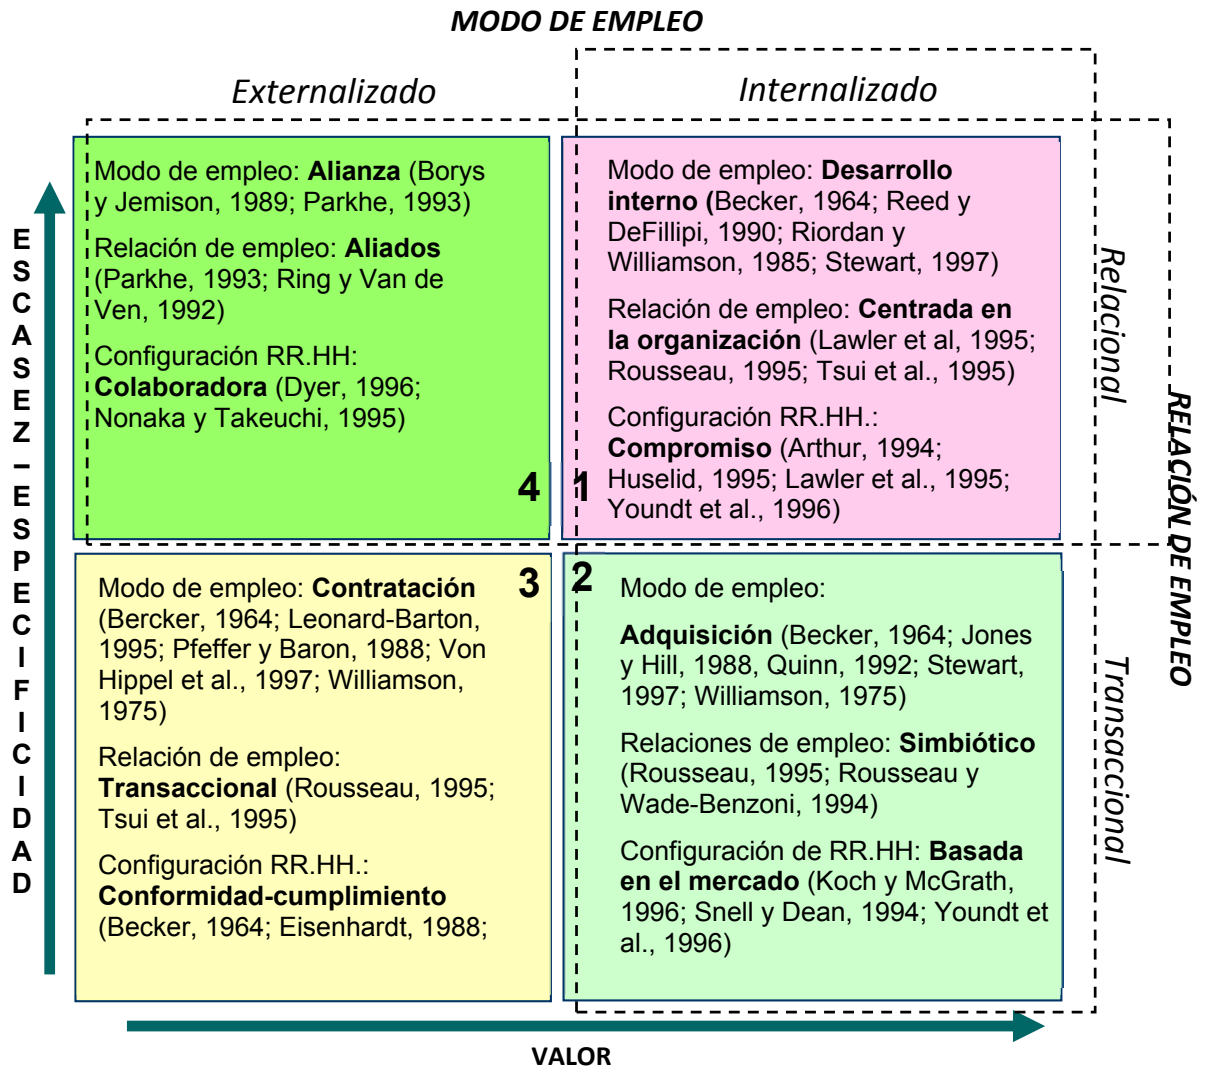 MODO DE EMPLEO
Externalizado
Internalizado
Modo de empleo: Alianza (Borys
y Jemison, 1989; Parkhe, 1993)
Relación de empleo: Aliados
(Parkhe, 1993; Ring y Van de
Ven, 1992)
Configuración RR.HH:
Colaboradora (Dyer, 1996;
Nonaka y Takeuchi, 1995)
4
Modo de empleo: Desarrollo
interno (Becker, 1964; Reed y
DeFillipi, 1990; Riordan y
Williamson, 1985; Stewart, 1997)
Relación de empleo: Centrada en
la organización (Lawler et al, 1995;
Rousseau, 1995; Tsui et al., 1995)
Configuración RR.HH.:
Compromiso (Arthur, 1994;
Huselid, 1995; Lawler et al., 1995;
Youndt et al., 1996)
1
Modo de empleo: Contratación
(Bercker, 1964; Leonard-Barton,
1995; Pfeffer y Baron, 1988; Von
Hippel et al., 1997; Williamson,
1975)
Relación de empleo:
Transaccional (Rousseau, 1995;
Tsui et al., 1995)
Configuración RR.HH.:
Conformidad-cumplimiento
(Becker, 1964; Eisenhardt, 1988;
3
2
Modo de empleo:
Adquisición (Becker, 1964; Jones
y Hill, 1988, Quinn, 1992; Stewart,
1997; Williamson, 1975)
Relaciones de empleo: Simbiótico
(Rousseau, 1995; Rousseau y
Wade-Benzoni, 1994)
Configuración de RR.HH: Basada
en el mercado (Koch y McGrath,
1996; Snell y Dean, 1994; Youndt et
al., 1996)
Relacional
Transaccional
RELACIÓN DE EMPLEO
ESCASEZ – ESPECIFICIDAD
VALOR